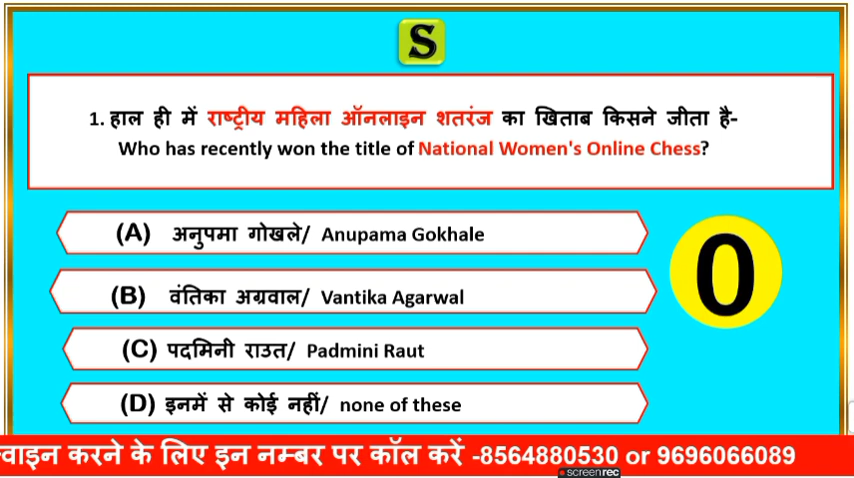 S
1. हाल ही में राष्ट्रीय महिला ऑनलाइन शतरंज का खिताब किसने जीता है-
Who has recently won the title of National Women's Online Chess?
(A) अनुपमा गोखले/ Anupama Gokhale
0
(B) वंतिका अग्रवाल/ Vantika Agarwal
(C) पदमिनी राउत/ Padmini Raut
(D) इनमें से कोई नहीं/ none of these
वाइन करने के लिए इन नम्बर पर कॉल करें -8564880530 or 9696066089
screenrec